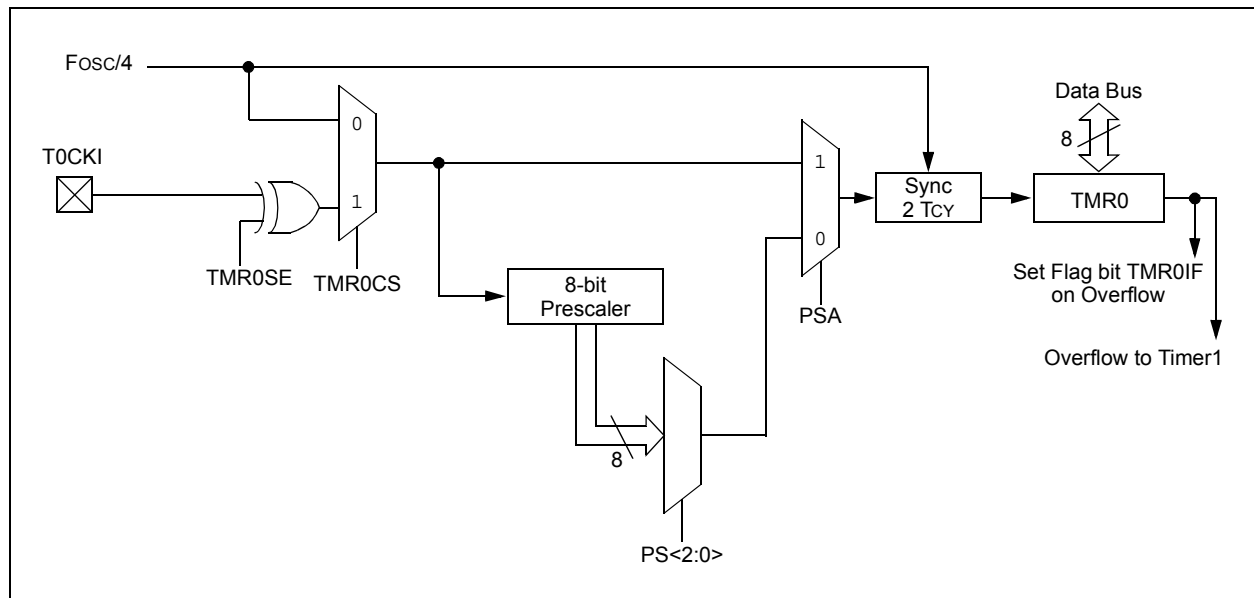 FOSC/4
T0CKI
TMR0SE
TMR0CS
0
1
8-bit
Prescaler
8
PS<2:0>
1
0
PSA
Sync
2 TCY
Data Bus
8
TMR0
Set Flag bit TMR0IF
on Overflow
Overflow to Timer1